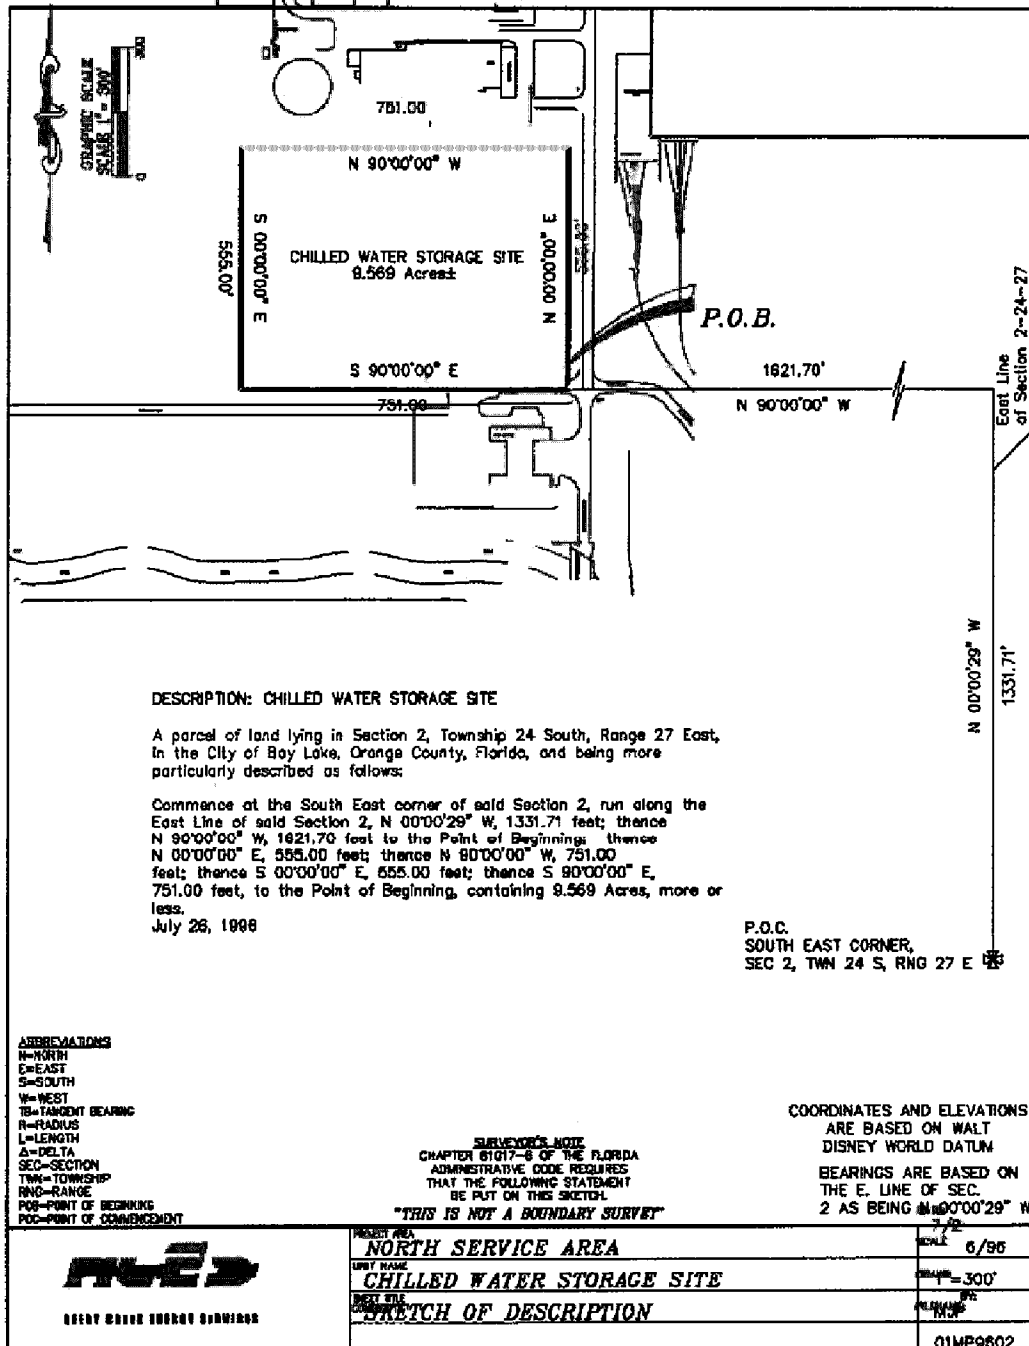 GRAPHIC SCALE
SCALE 1" = 300'
751.00
N 90°00'00" W
S 00°00'00" E
555.00'
CHILLED WATER STORAGE SITE
9.569 Acres±
N 00°00'00" E
P.O.B.
S 90°00'00" E
751.00
1621.70'
N 90°00'00" W
East Line
of Section 2-24-27
N 00°00'29" W
1331.71'
DESCRIPTION: CHILLED WATER STORAGE SITE
A parcel of land lying in Section 2, Township 24 South, Range 27 East,
in the City of Bay Lake, Orange County, Florida, and being more
particularly described as follows:
Commence at the South East corner of said Section 2, run along the
East Line of said Section 2, N 00°00'29" W, 1331.71 feet; thence
N 90°00'00" W, 1621.70 feet to the Point of Beginning; thence
N 00°00'00" E, 555.00 feet; thence N 90°00'00" W, 751.00
feet; thence S 00°00'00" E, 555.00 feet; thence S 90°00'00" E,
751.00 feet, to the Point of Beginning, containing 9.569 Acres, more or
less.
July 26, 1996
P.O.C.
SOUTH EAST CORNER,
SEC 2, TWN 24 S, RNG 27 E
ABBREVIATIONS
N=NORTH
E=EAST
S=SOUTH
W=WEST
TB=TANGENT BEARING
R=RADIUS
L=LENGTH
Δ=DELTA
SEC=SECTION
TWN=TOWNSHIP
RNG=RANGE
POB=POINT OF BEGINNING
POC=POINT OF COMMENCEMENT
SURVEYOR'S NOTE
CHAPTER 61G17-6 OF THE FLORIDA
ADMINISTRATIVE CODE REQUIRES
THAT THE FOLLOWING STATEMENT
BE PUT ON THIS SKETCH.
"THIS IS NOT A BOUNDARY SURVEY"
COORDINATES AND ELEVATIONS
ARE BASED ON WALT
DISNEY WORLD DATUM
BEARINGS ARE BASED ON
THE E. LINE OF SEC.
2 AS BEING N 00°00'29" W
REEDY CREEK ENERGY SERVICES
PROJECT AREA
NORTH SERVICE AREA
UNIT NAME
CHILLED WATER STORAGE SITE
SHEET TITLE
SKETCH OF DESCRIPTION
SCALE
6/96
1"=300'
01MP9602